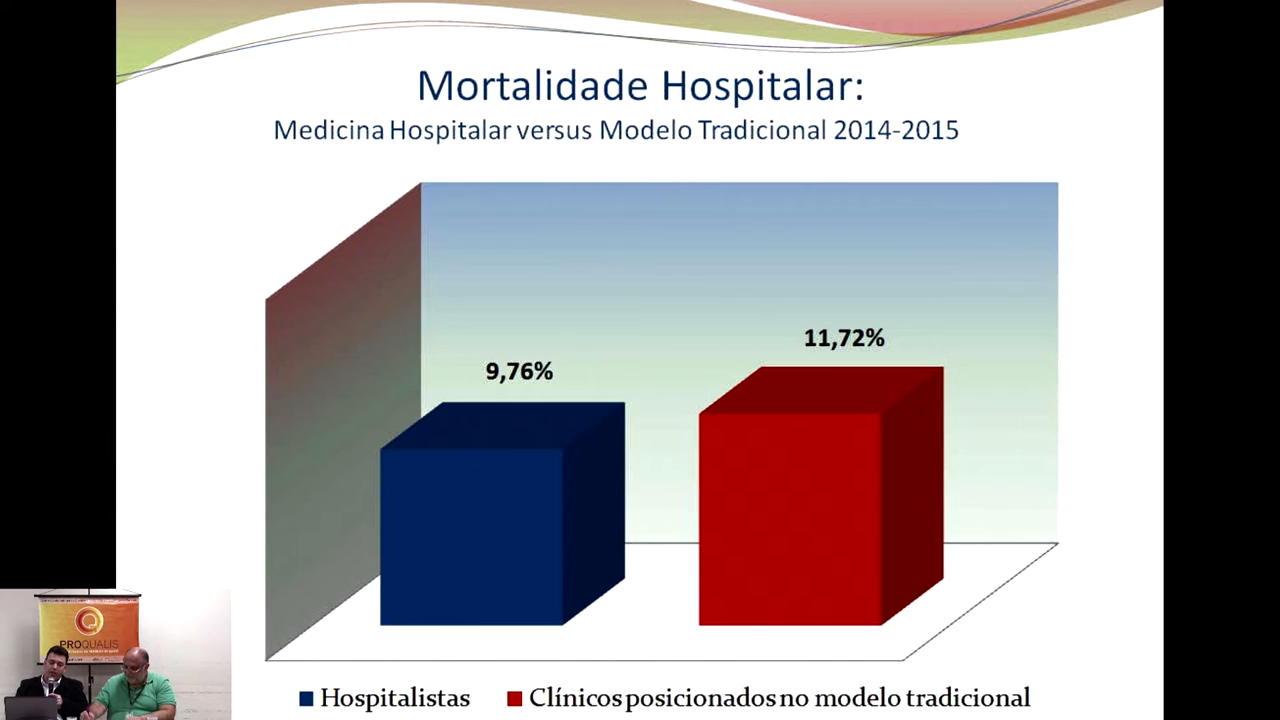 Mortalidade Hospitalar:
Medicina Hospitalar versus Modelo Tradicional 2014-2015
11,72%
9,76%
PROQUALIS
Hospitalistas
Clínicos posicionados no modelo tradicional